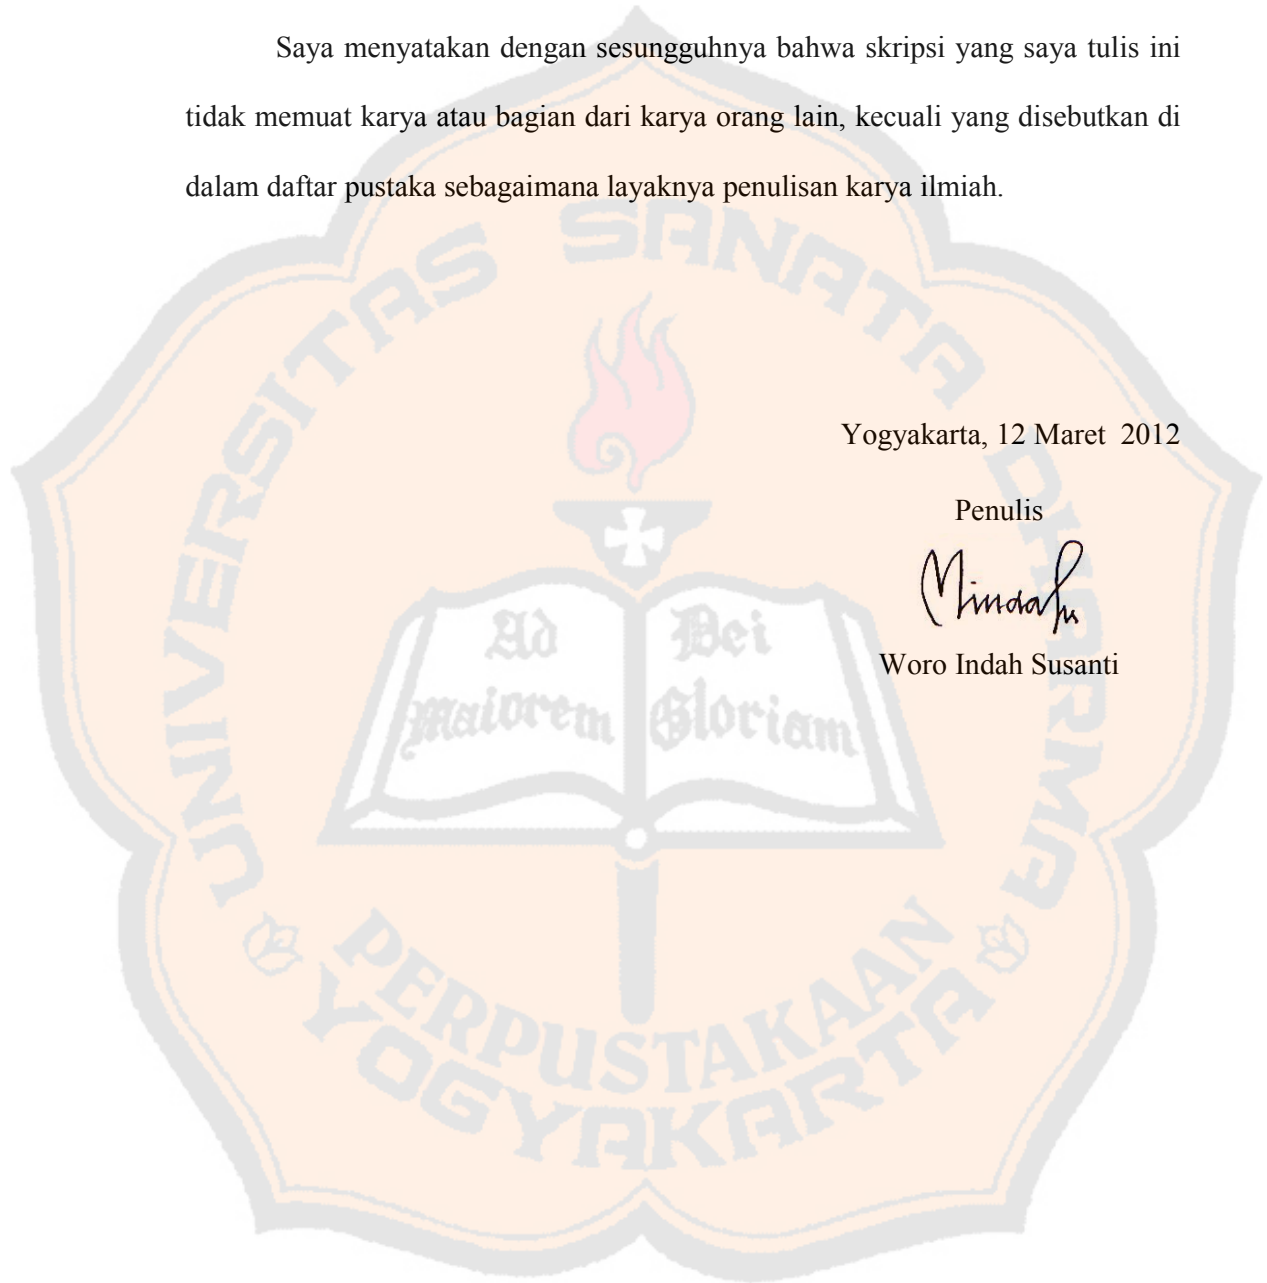 Saya menyatakan dengan sesungguhnya bahwa skripsi yang saya tulis ini
tidak memuat karya atau bagian dari karya orang lain, kecuali yang disebutkan di
dalam daftar pustaka sebagaimana layaknya penulisan karya ilmiah.
UNIVERSITAS SANATA DHARMA
Yogyakarta, 12 Maret 2012
Penulis
Woro Indah Susanti
Ad
maiorem
Dei
Gloriam
PERPUSTAKAAN
YOGYAKARTA